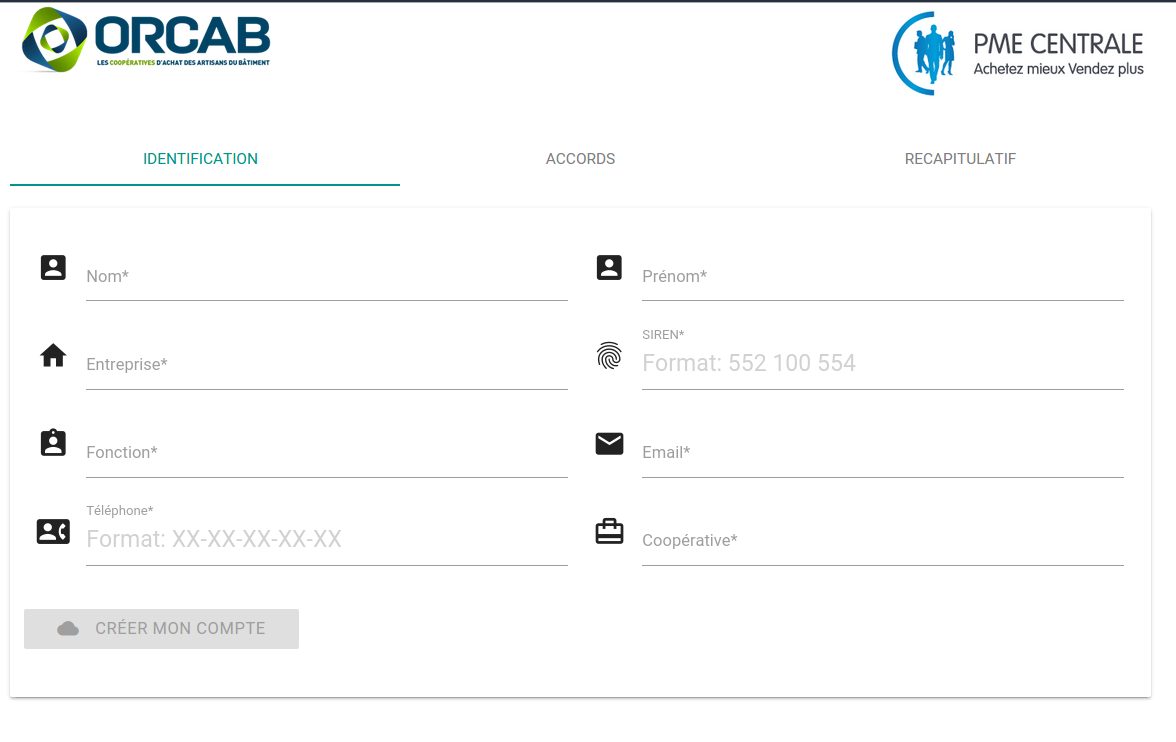 ORCAB
LES COOPÉRATIVES D'ACHAT DES ARTISANS DU BÂTIMENT
PME CENTRALE
Achetez mieux Vendez plus
IDENTIFICATION
ACCORDS
RECAPITULATIF
Nom*
Prénom*
Entreprise*
SIREN*
Format: 552 100 554
Fonction*
Email*
Téléphone*
Format: XX-XX-XX-XX-XX
Coopérative*
CRÉER MON COMPTE